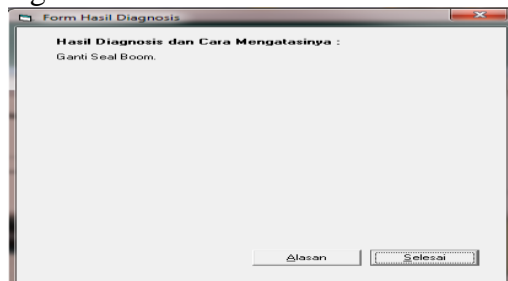 Form Hasil Diagnosis
Hasil Diagnosis dan Cara Mengatasinya :
Ganti Seal Boom.
Alasan
Selesai